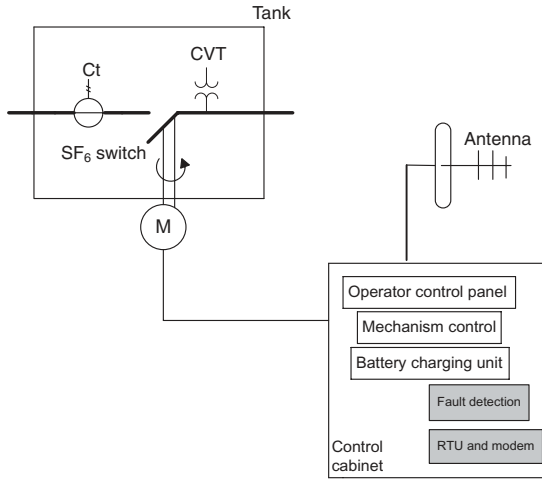 Tank
CVT
Ct
SF₆ switch
M
Antenna
Operator control panel
Mechanism control
Battery charging unit
Fault detection
RTU and modem
Control
cabinet